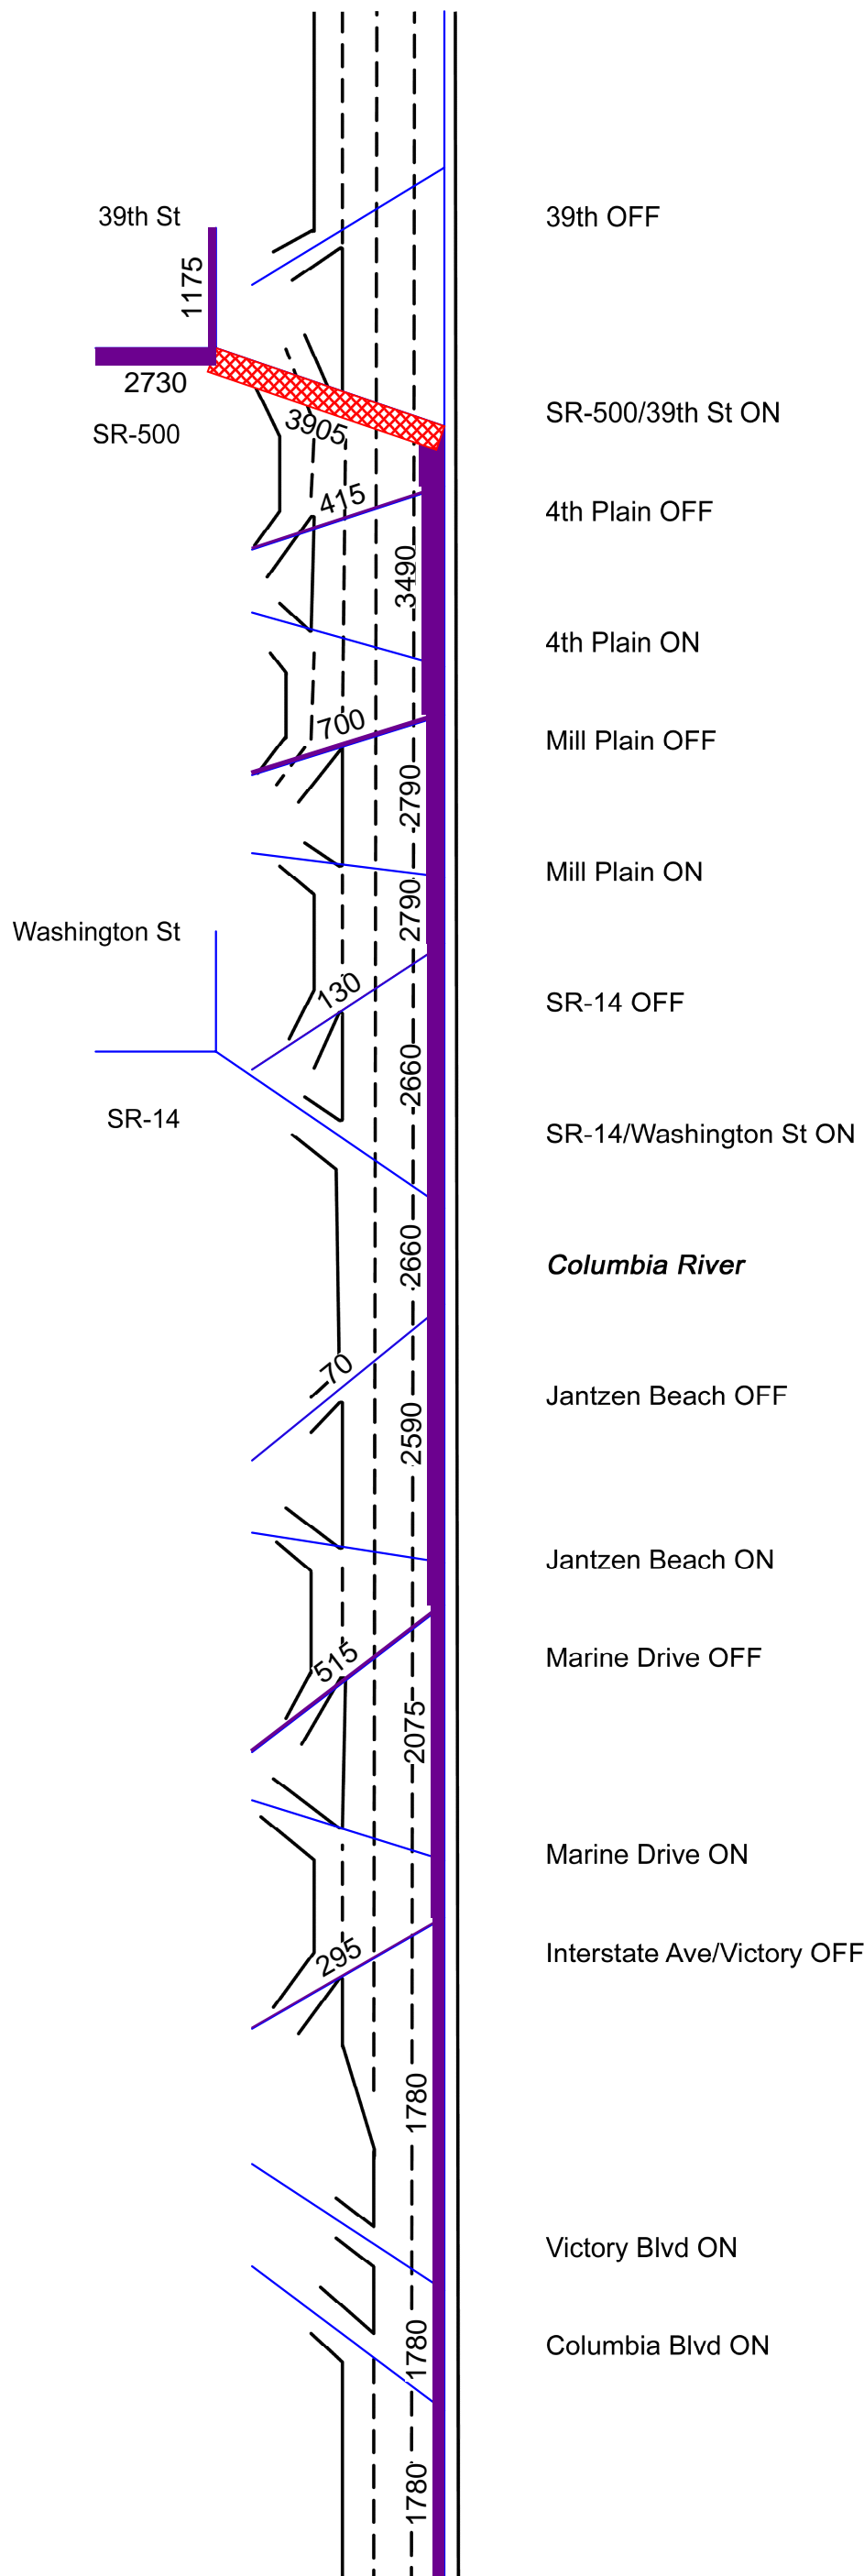 39th St
39th OFF
1175
2730
SR-500
3905
SR-500/39th St ON
415
4th Plain OFF
3490
4th Plain ON
700
Mill Plain OFF
2790
Mill Plain ON
2790
Washington St
130
SR-14 OFF
2660
SR-14
SR-14/Washington St ON
2660
Columbia River
70
Jantzen Beach OFF
2590
Jantzen Beach ON
515
Marine Drive OFF
2075
Marine Drive ON
295
Interstate Ave/Victory OFF
1780
Victory Blvd ON
1780
Columbia Blvd ON
1780